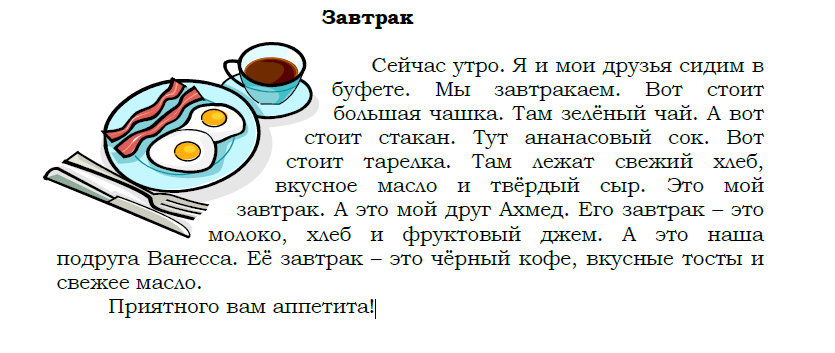 Завтрак
Сейчас утро. Я и мои друзья сидим в
буфете. Мы завтракаем. Вот стоит
большая чашка. Там зелёный чай. А вот
стоит стакан. Тут ананасовый сок. Вот
стоит тарелка. Там лежат свежий хлеб,
вкусное масло и твёрдый сыр. Это мой
завтрак. А это мой друг Ахмед. Его завтрак – это
молоко, хлеб и фруктовый джем. А это наша
подруга Ванесса. Её завтрак – это чёрный кофе, вкусные тосты и
свежее масло.
Приятного вам аппетита!